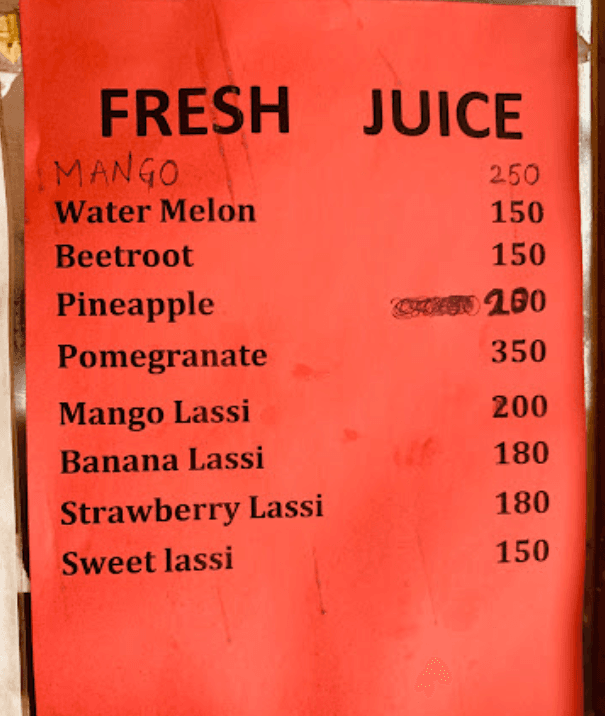 FRESH JUICE
MANGO 250
Water Melon 150
Beetroot 150
Pineapple
Pomegranate 350
Mango Lassi 200
Banana Lassi 180
Strawberry Lassi 180
Sweet lassi 150